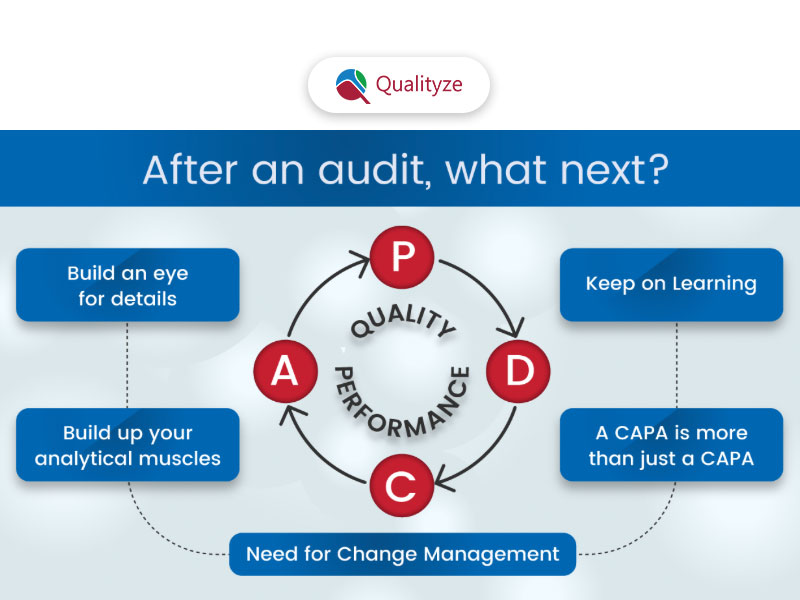 Qualityze
After an audit, what next?
Build an eye
for details
Build up your
analytical muscles
P
D
C
A
QUALITY
PERFORMANCE
Keep on Learning
A CAPA is more
than just a CAPA
Need for Change Management